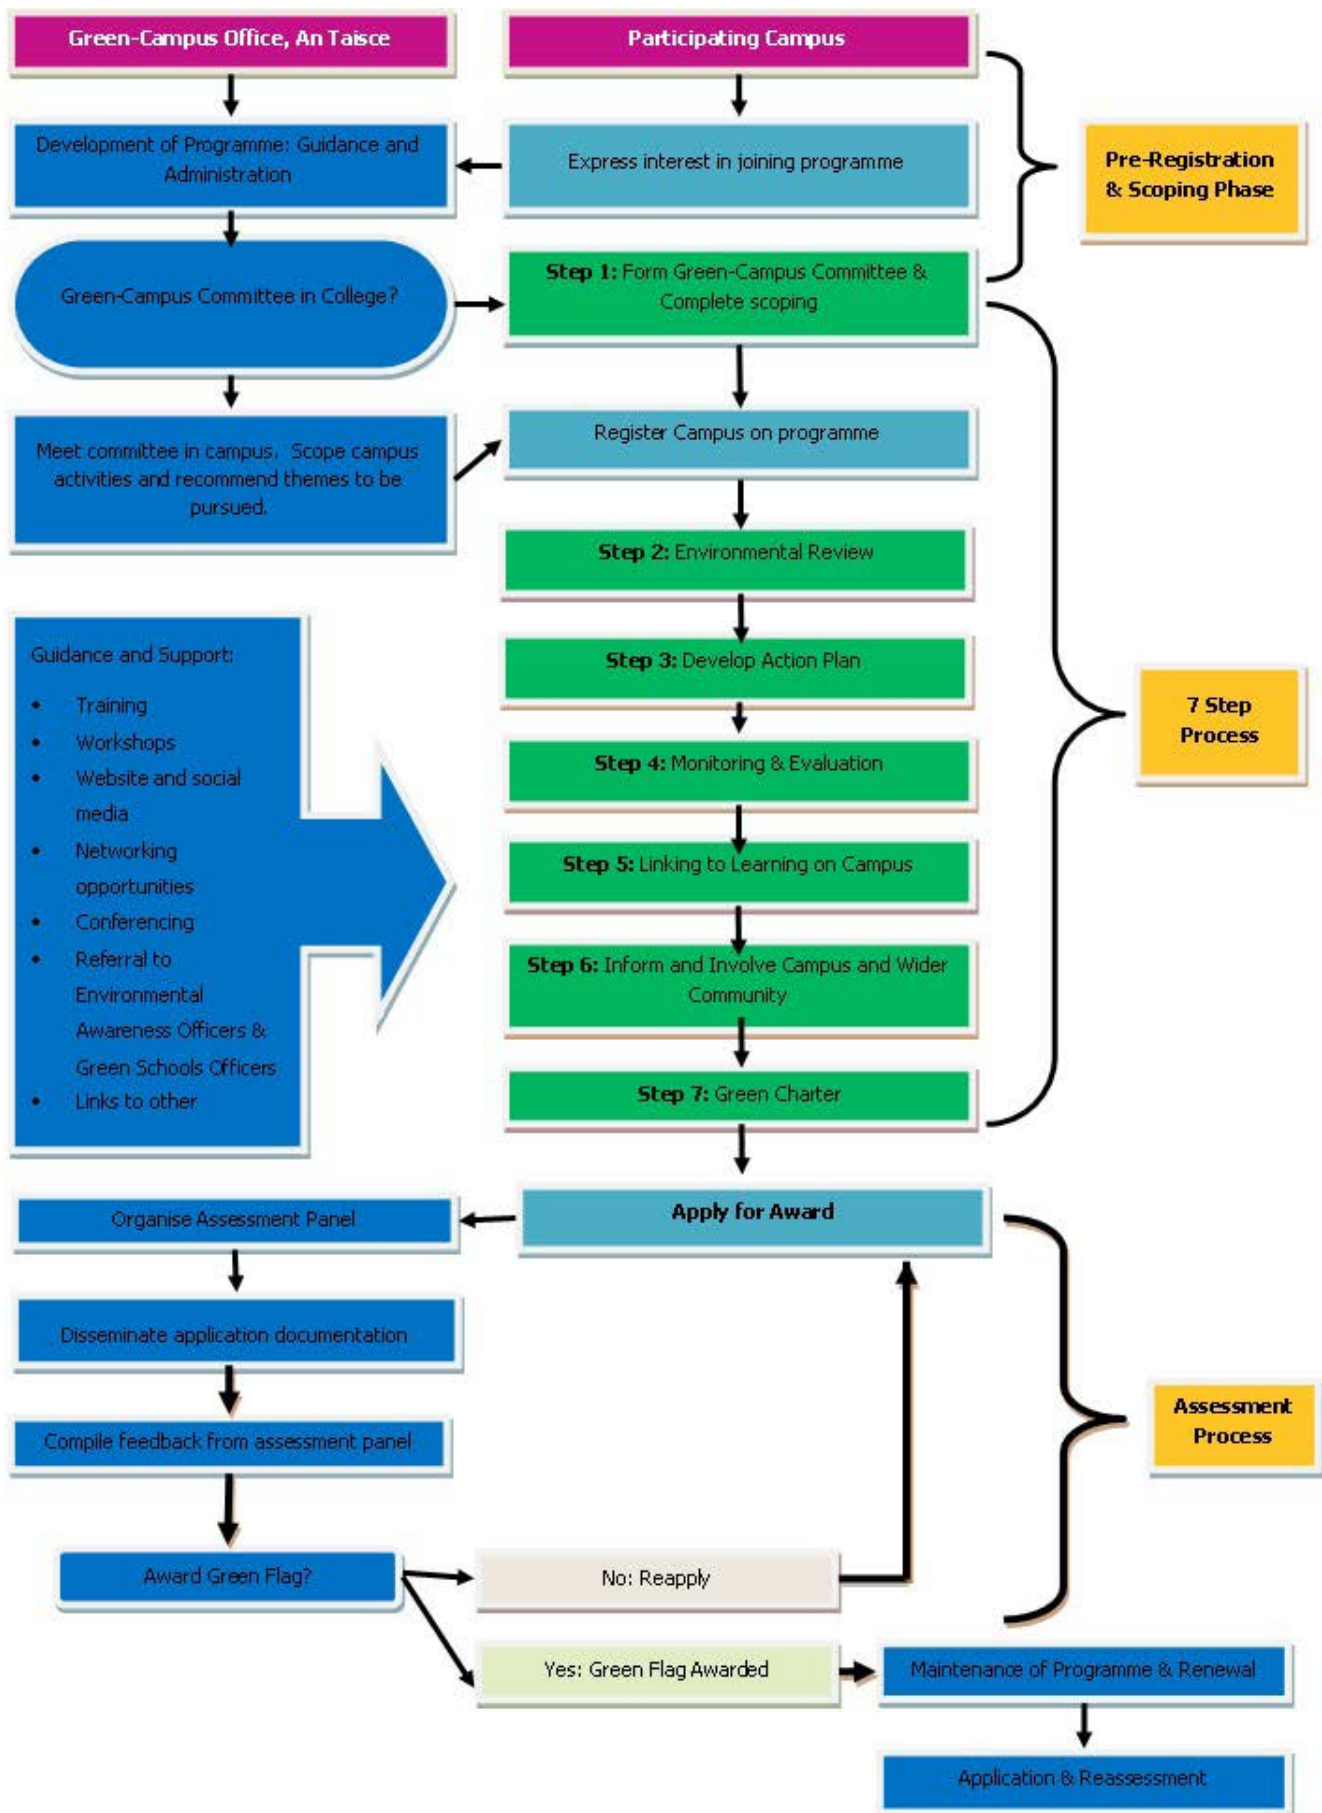 Green-Campus Office, An Taisce
Participating Campus
Development of Programme: Guidance and
Administration
Express interest in joining programme
Pre-Registration
& Scoping Phase
Green-Campus Committee in College?
Step 1: Form Green-Campus Committee &
Complete scoping
Meet committee in campus. Scope campus
activities and recommend themes to be
pursued.
Register Campus on programme
Step 2: Environmental Review
Step 3: Develop Action Plan
Step 4: Monitoring & Evaluation
Step 5: Linking to Learning on Campus
Step 6: Inform and Involve Campus and Wider
Community
Step 7: Green Charter
7 Step
Process
Guidance and Support:
• Training
• Workshops
• Website and social
media
• Networking
opportunities
• Conferencing
• Referral to
Environmental
Awareness Officers &
Green Schools Officers
• Links to other
Apply for Award
Organise Assessment Panel
Disseminate application documentation
Compile feedback from assessment panel
Assessment
Process
Award Green Flag?
No: Reapply
Yes: Green Flag Awarded
Maintenance of Programme & Renewal
Application & Reassessment